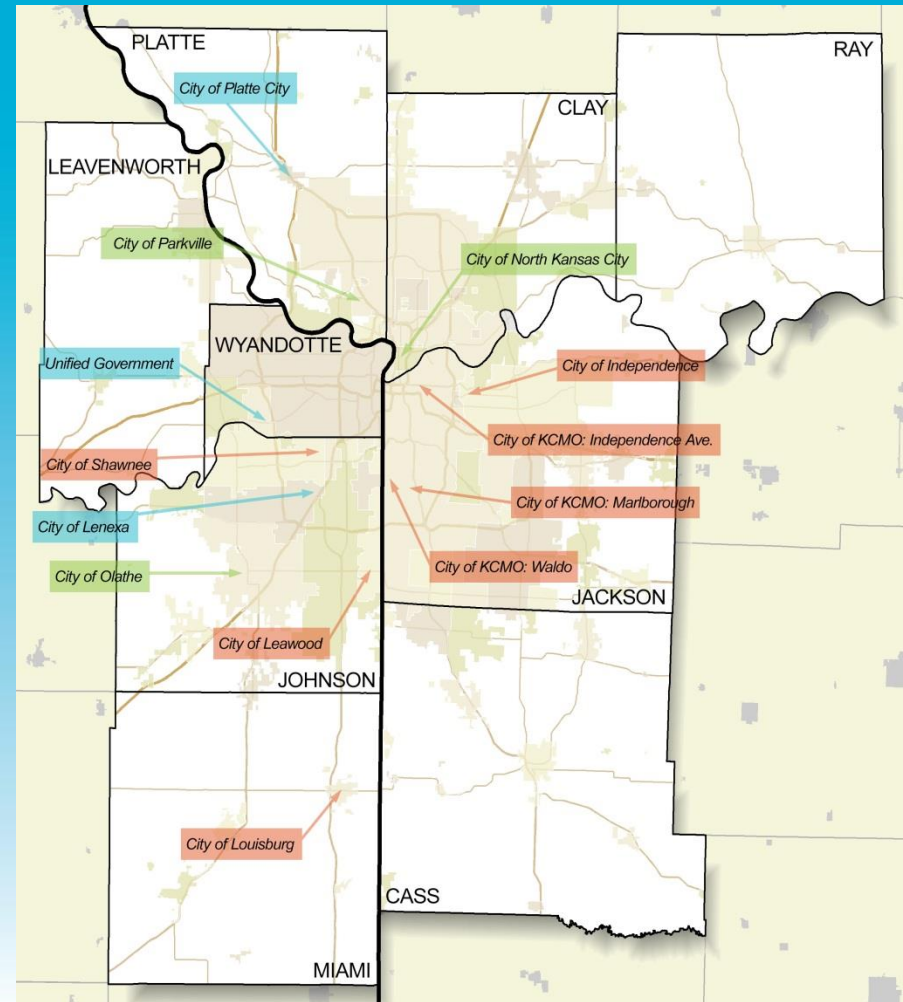 PLATTE
RAY
City of Platte City
CLAY
LEAVENWORTH
City of Parkville
City of North Kansas City
WYANDOTTE
Unified Government
City of Independence
City of KCMO: Independence Ave.
City of Shawnee
City of KCMO: Marlborough
City of Lenexa
City of KCMO: Waldo
City of Olathe
JACKSON
City of Leawood
JOHNSON
City of Louisburg
CASS
MIAMI